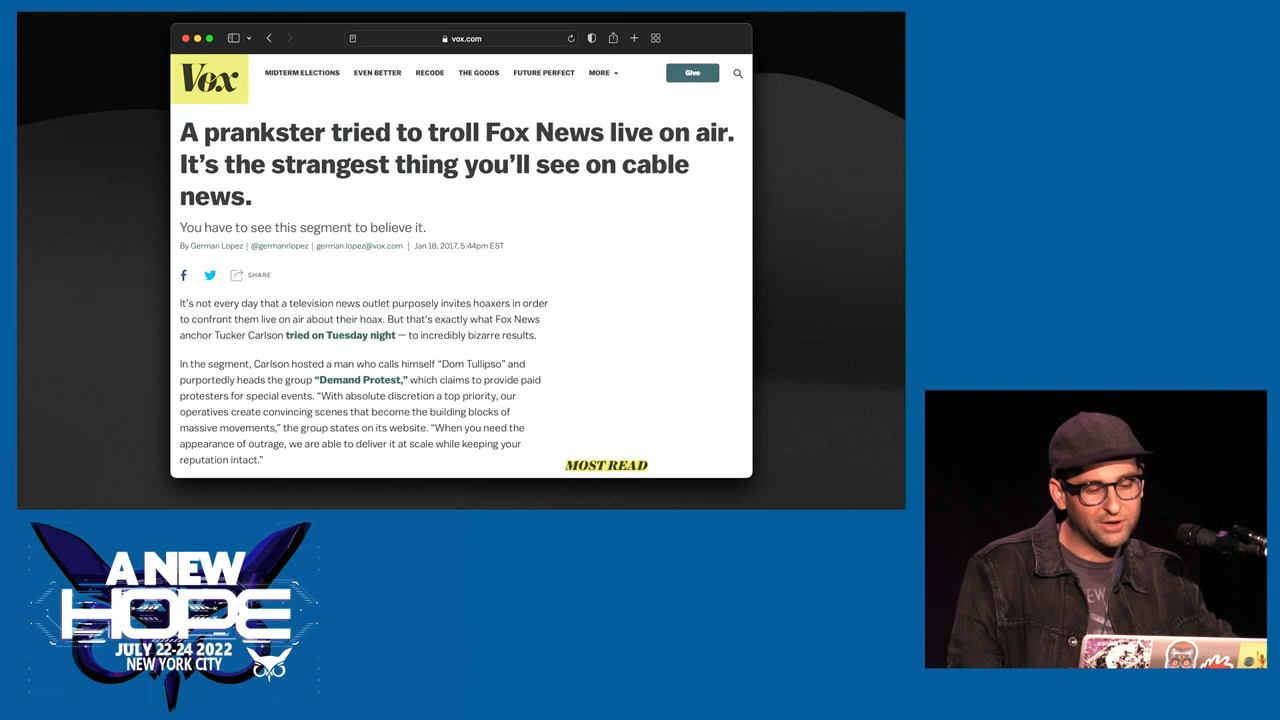 vox.com
Vox
MIDTERM ELECTIONS
EVEN BETTER
RECODE
THE GOODS
FUTURE PERFECT
MORE
Give
A prankster tried to troll Fox News live on air.
It’s the strangest thing you’ll see on cable
news.
You have to see this segment to believe it.
By German Lopez | @germanrlopez | german.lopez@vox.com | Jan 18, 2017, 5:44pm EST
SHARE
It’s not every day that a television news outlet purposely invites hoaxers in order
to confront them live on air about their hoax. But that’s exactly what Fox News
anchor Tucker Carlson tried on Tuesday night — to incredibly bizarre results.
In the segment, Carlson hosted a man who calls himself “Dom Tullipso” and
purportedly heads the group “Demand Protest,” which claims to provide paid
protesters for special events. “With absolute discretion a top priority, our
operatives create convincing scenes that become the building blocks of
massive movements,” the group states on its website. “When you need the
appearance of outrage, we are able to deliver it at scale while keeping your
reputation intact.”
MOST READ
A NEW
HOPE
JULY 22-24 2022
NEW YORK CITY